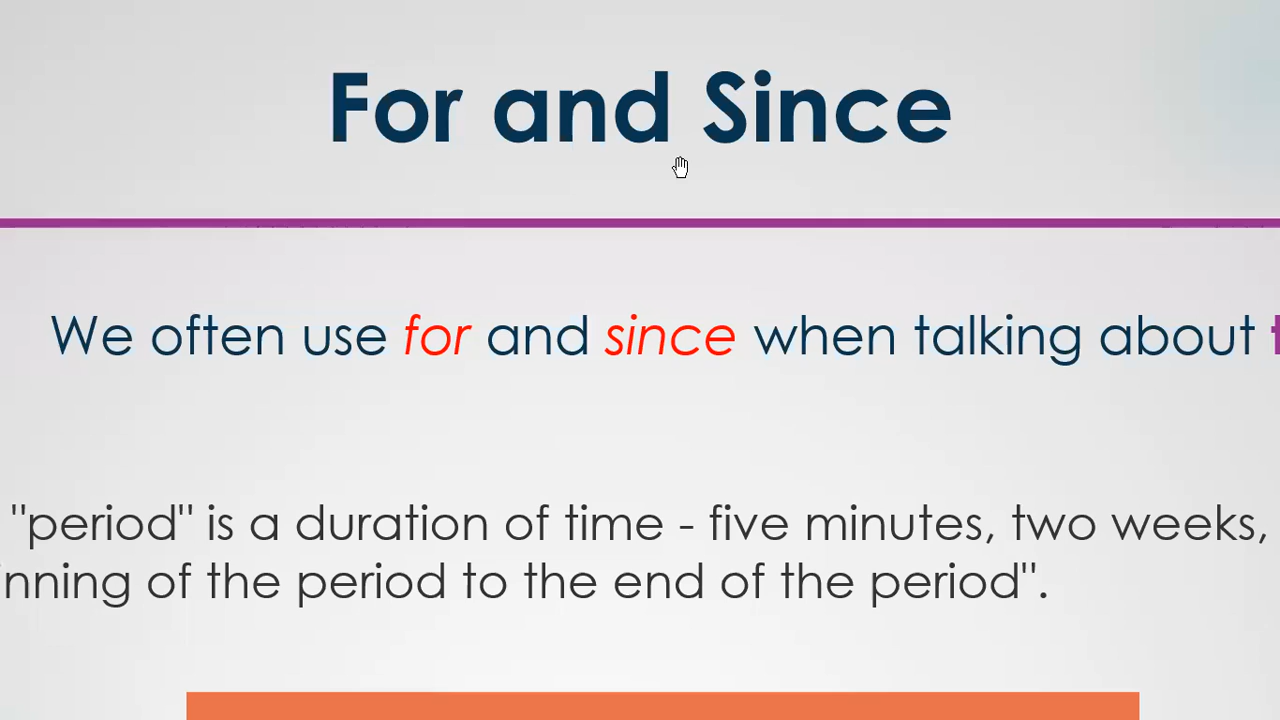 For and Since
We often use for and since when talking about
"period" is a duration of time - five minutes, two weeks,
nning of the period to the end of the period".